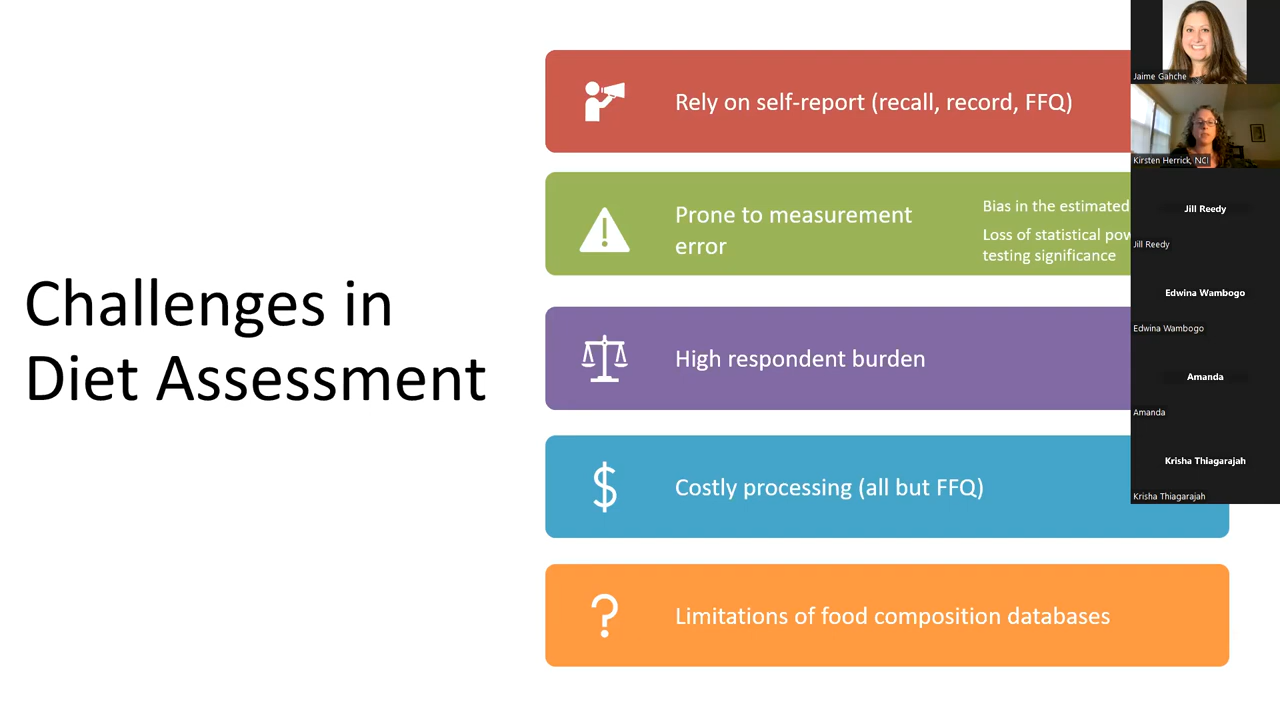 Challenges in
Diet Assessment
Rely on self-report (recall, record, FFQ)
Prone to measurement
error
Bias in the estimated
Loss of statistical
testing significance
High respondent burden
$
Costly processing (all but FFQ)
?
Limitations of food composition databases
Jaime Gahche
Kirsten Herrick, NCI
Jill Reedy
Jill Reedy
Edwina Wambogo
Edwina Wambogo
Amanda
Amanda
Krisha Thiagarajah
Krisha Thiagarajah